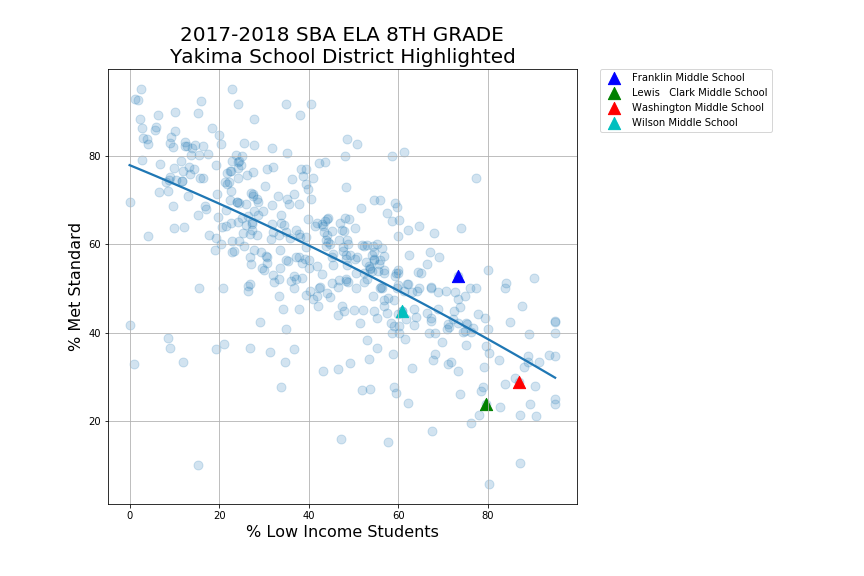 2017-2018 SBA ELA 8TH GRADE
Yakima School District Highlighted
Franklin Middle School
Lewis   Clark Middle School
Washington Middle School
Wilson Middle School
% Met Standard
80
60
40
20
0
20
40
60
80
% Low Income Students